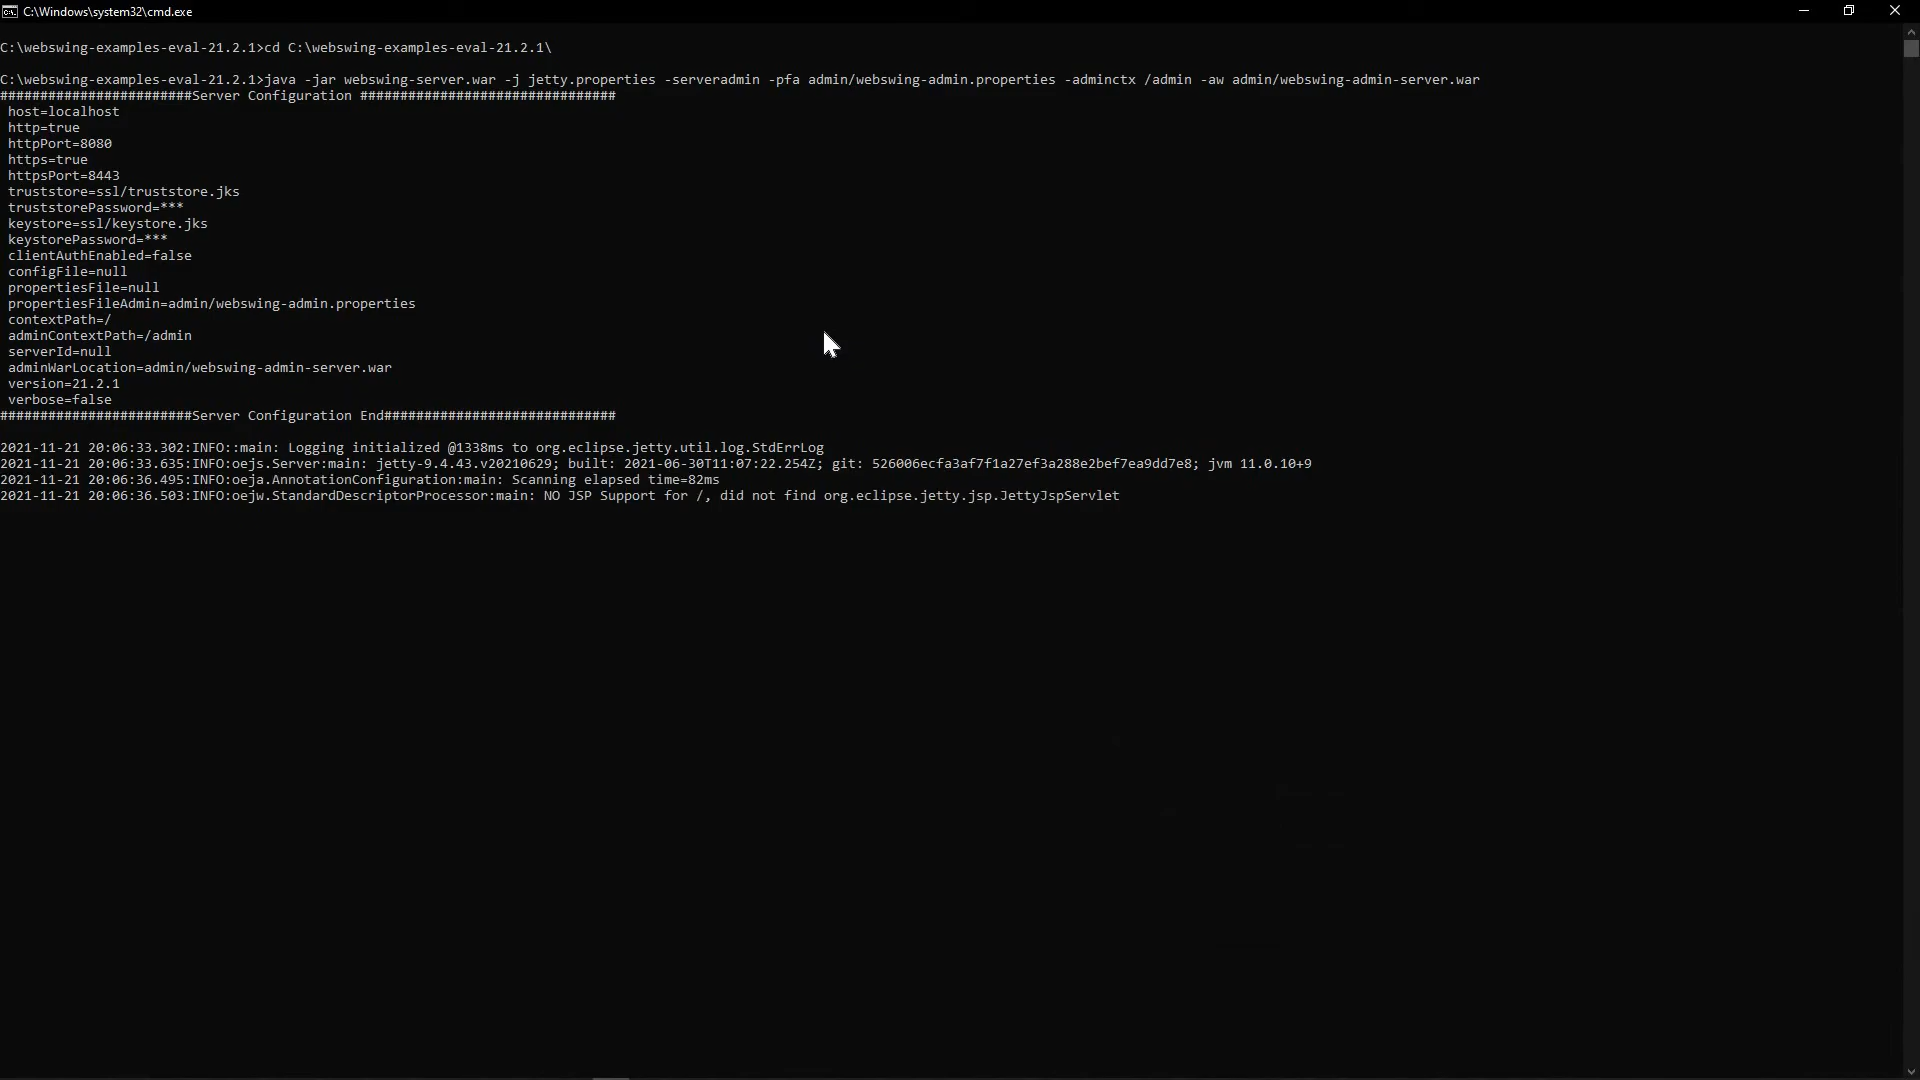 C:\Windows\system32\cmd.exe
C:\webswing-examples-eval-21.2.1>cd C:\webswing-examples-eval-21.2.1\
C:\webswing-examples-eval-21.2.1>java -jar webswing-server.war -j jetty.properties -serveradmin -pfa admin/webswing-admin.properties -adminctx /admin -aw admin/webswing-admin-server.war
########################Server Configuration ################################
host=localhost
http=true
httpPort=8080
https=true
httpsPort=8443
truststore=ssl/truststore.jks
truststorePassword=***
keystore=ssl/keystore.jks
keystorePassword=***
clientAuthEnabled=false
configFile=null
propertiesFile=null
propertiesFileAdmin=admin/webswing-admin.properties
contextPath=/
adminContextPath=/admin
serverId=null
adminWarLocation=admin/webswing-admin-server.war
version=21.2.1
verbose=false
########################Server Configuration End#############################
2021-11-21 20:06:33.302:INFO::main: Logging initialized @1338ms to org.eclipse.jetty.util.log.StdErrLog
2021-11-21 20:06:33.635:INFO:oejs.Server:main: jetty-9.4.43.v20210629; built: 2021-06-30T11:07:22.254Z; git: 526006ecfa3af7f1a27ef3a288e2bef7ea9dd7e8; jvm 11.0.10+9
2021-11-21 20:06:36.495:INFO:oeja.AnnotationConfiguration:main: Scanning elapsed time=82ms
2021-11-21 20:06:36.503:INFO:oejw.StandardDescriptorProcessor:main: NO JSP Support for /, did not find org.eclipse.jetty.jsp.JettyJspServlet